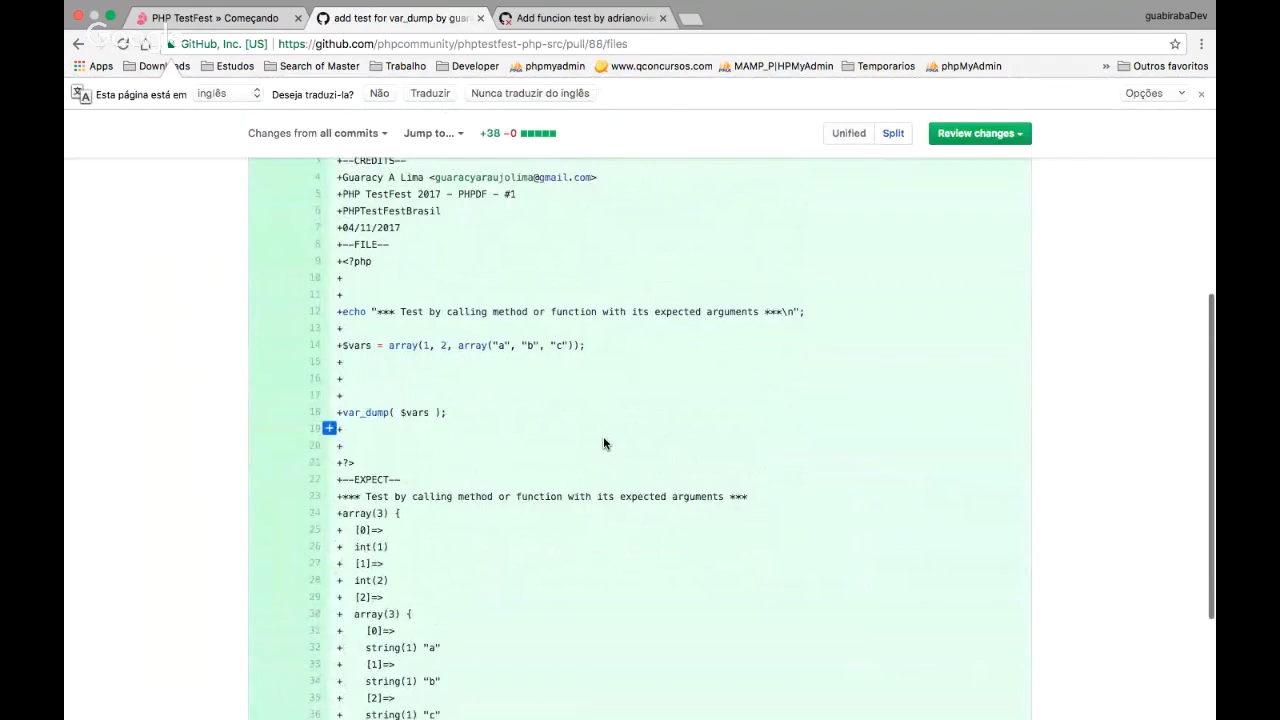 PHP TestFest » Começando
add test for var_dump by guar
Add funcion test by adrianovie
guabirabaDev
Google
GitHub, Inc. [US]
https://github.com/phpcommunity/phptestfest-php-src/pull/88/files
Apps
Downloads
Estudos
Search of Master
Trabalho
Developer
phpmyadmin
www.qconcursos.com
MAMP_P|HPMyAdmin
Temporarios
phpMyAdmin
»
Outros favoritos
Esta página está em
inglês
Deseja traduzi-la?
Não
Traduzir
Nunca traduzir do inglês
Opções
Changes from all commits
Jump to...
+38 −0
Unified
Split
Review changes
3 +--CREDITS--
4 +Guaracy A Lima <guaracyaraujolima@gmail.com>
5 +PHP TestFest 2017 - PHPDF - #1
6 +PHPTestFestBrasil
7 +04/11/2017
8 +--FILE--
9 +<?php
10 +
11 +
12 +echo "*** Test by calling method or function with its expected arguments ***\n";
13 +
14 +$vars = array(1, 2, array("a", "b", "c"));
15 +
16 +
17 +
18 +var_dump( $vars );
19 +
20 +
21 +?>
22 +--EXPECT--
23 +*** Test by calling method or function with its expected arguments ***
24 +array(3) {
25 + [0]=>
26 + int(1)
27 + [1]=>
28 + int(2)
29 + [2]=>
30 + array(3) {
31 + [0]=>
32 + string(1) "a"
33 + [1]=>
34 + string(1) "b"
35 + [2]=>
36 + string(1) "c"